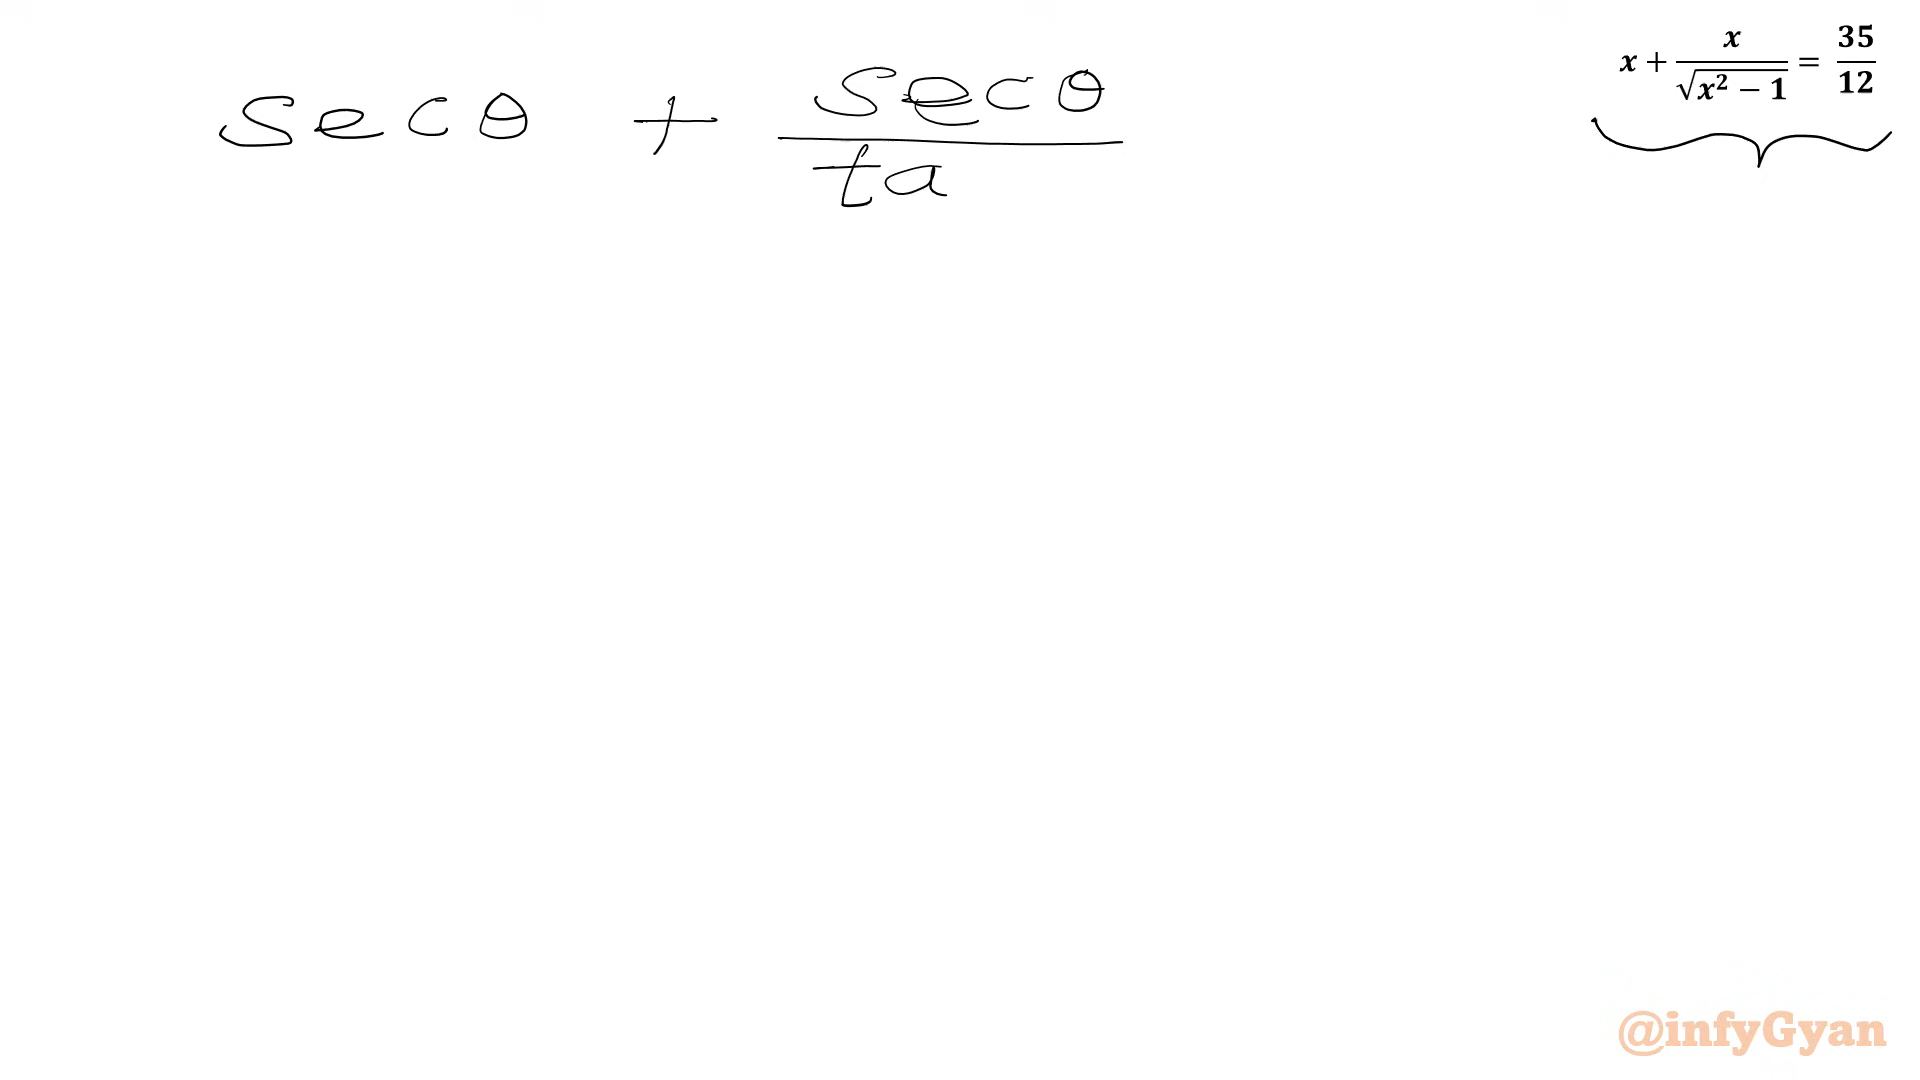 x + x/√(x² − 1) = 35/12
secθ + secθ/ta
@infyGyan